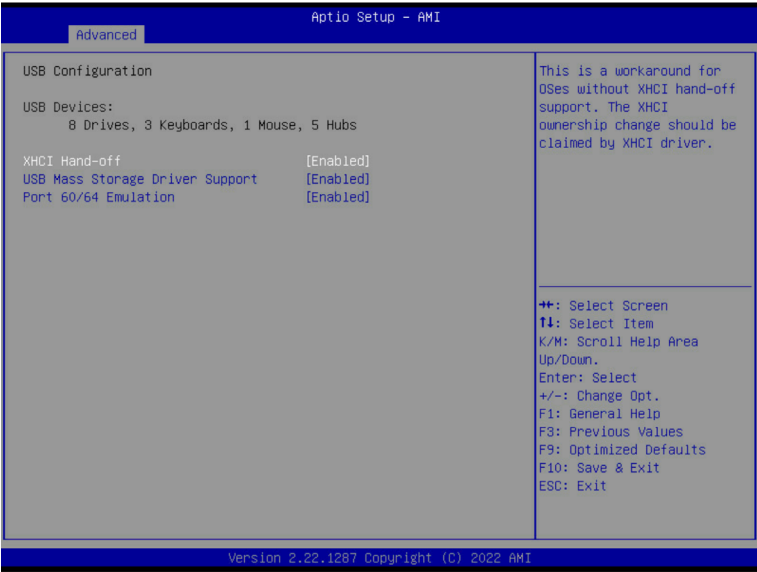 Aptio Setup – AMI
Advanced
USB Configuration
USB Devices:
8 Drives, 3 Keyboards, 1 Mouse, 5 Hubs
XHCI Hand-off [Enabled]
USB Mass Storage Driver Support [Enabled]
Port 60/64 Emulation [Enabled]
This is a workaround for
OSes without XHCI hand-off
support. The XHCI
ownership change should be
claimed by XHCI driver.
→←: Select Screen
↑↓: Select Item
K/M: Scroll Help Area
Up/Down.
Enter: Select
+/-: Change Opt.
F1: General Help
F3: Previous Values
F9: Optimized Defaults
F10: Save & Exit
ESC: Exit
Version 2.22.1287 Copyright (C) 2022 AMI